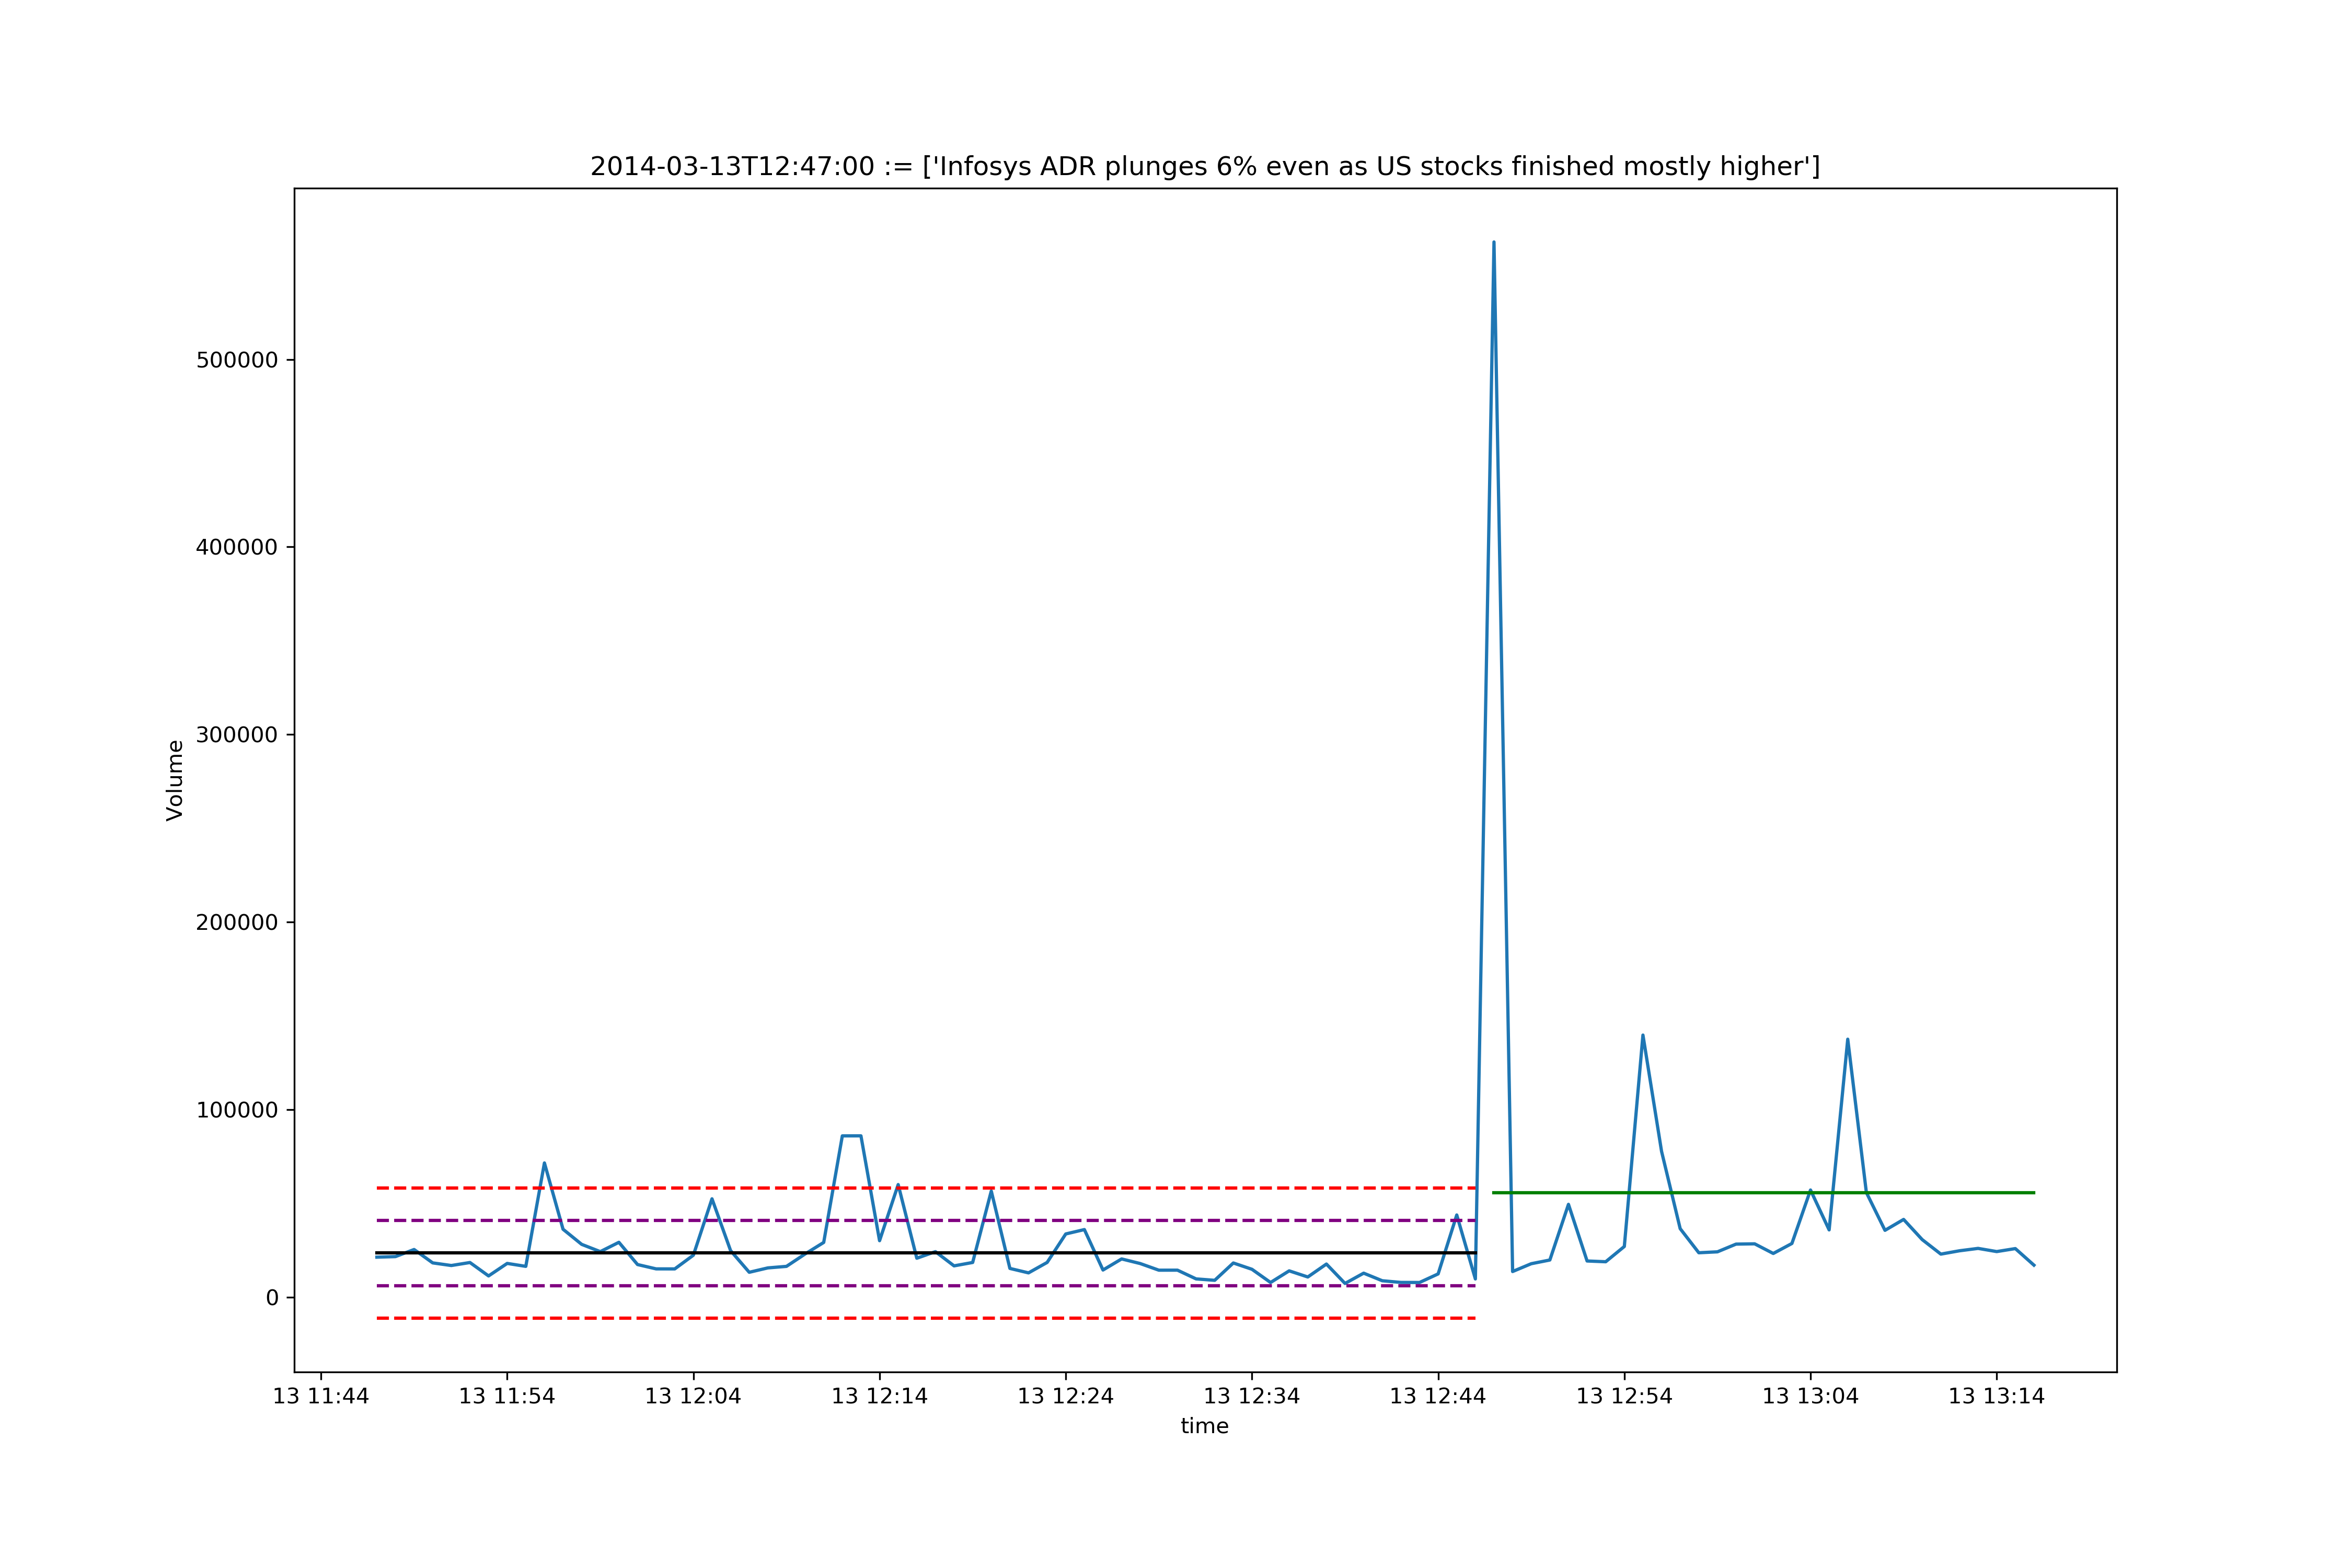 2014-03-13T12:47:00 := ['Infosys ADR plunges 6% even as US stocks finished mostly higher']
500000
400000
300000
200000
100000
0
Volume
13 11:44 13 11:54 13 12:04 13 12:14 13 12:24 13 12:34 13 12:44 13 12:54 13 13:04 13 13:14
time